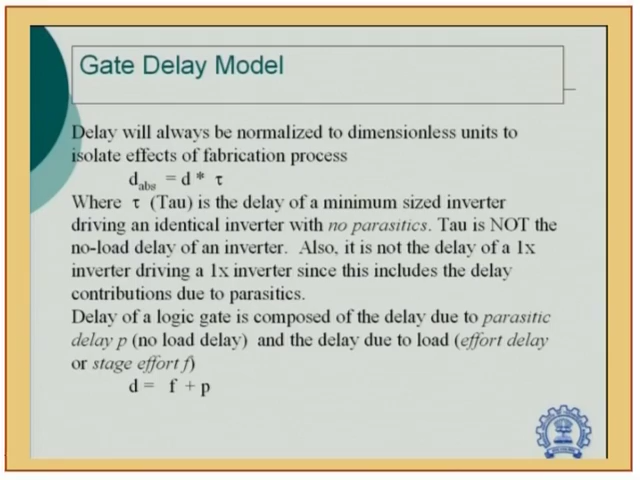 Gate Delay Model
Delay will always be normalized to dimensionless units to
isolate effects of fabrication process
dabs = d * τ
Where τ (Tau) is the delay of a minimum sized inverter
driving an identical inverter with no parasitics. Tau is NOT the
no-load delay of an inverter. Also, it is not the delay of a 1x
inverter driving a 1x inverter since this includes the delay
contributions due to parasitics.
Delay of a logic gate is composed of the delay due to parasitic
delay p (no load delay) and the delay due to load (effort delay
or stage effort f)
d = f + p